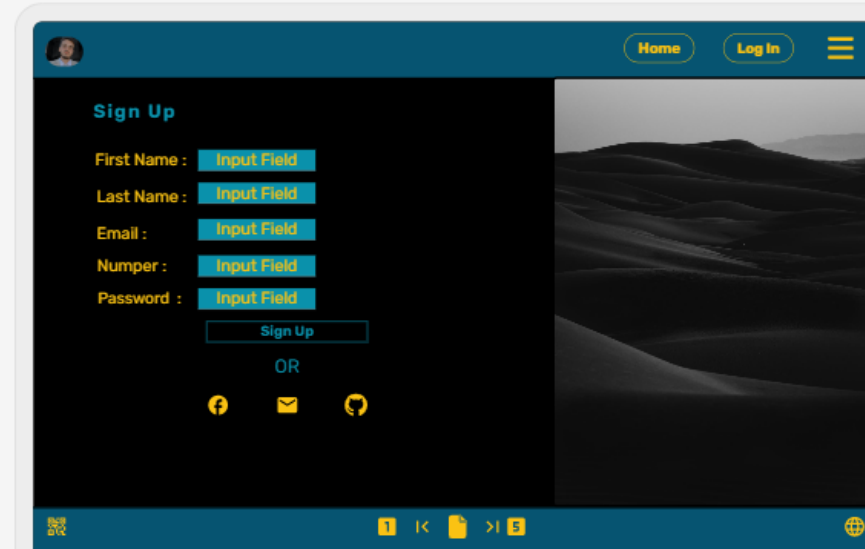 Home Log In
Sign Up
First Name : Input Field
Last Name : Input Field
Email : Input Field
Numper : Input Field
Password : Input Field
Sign Up
OR
1 5